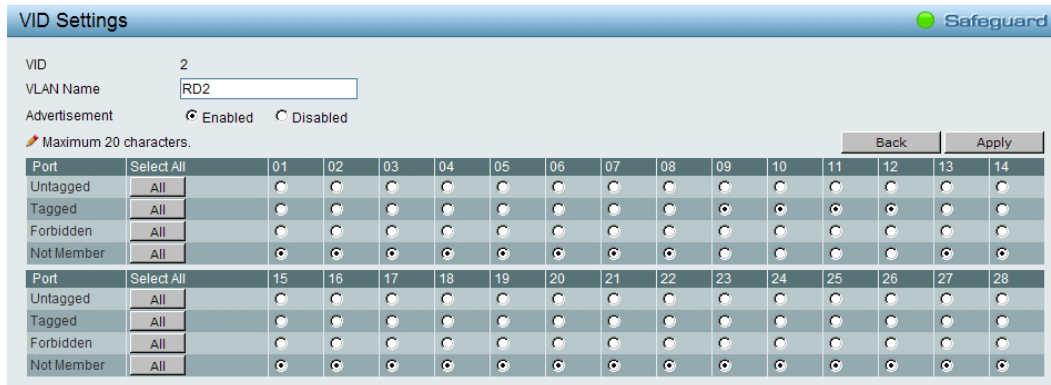 VID Settings Safeguard
VID 2
VLAN Name RD2
Advertisement Enabled Disabled
Maximum 20 characters. Back Apply
Port Select All 01 02 03 04 05 06 07 08 09 10 11 12 13 14
Untagged All
Tagged All
Forbidden All
Not Member All
Port Select All 15 16 17 18 19 20 21 22 23 24 25 26 27 28
Untagged All
Tagged All
Forbidden All
Not Member All